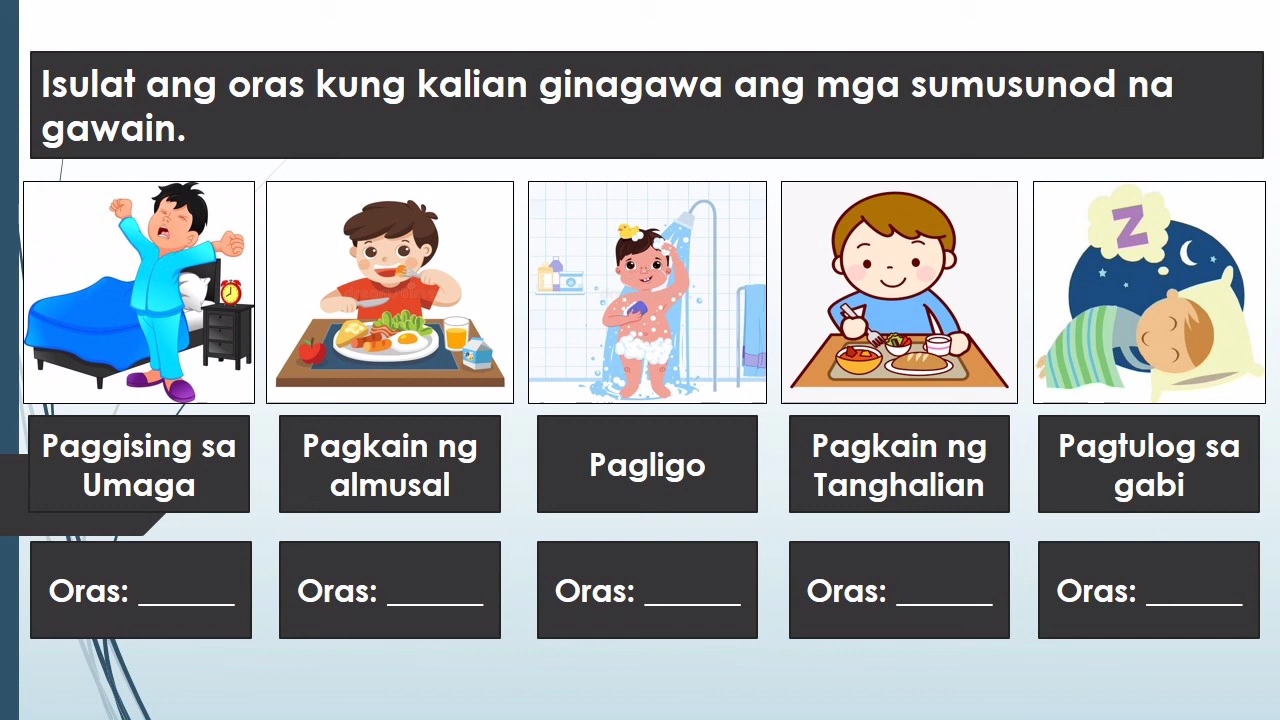 Isulat ang oras kung kalian ginagawa ang mga sumusunod na
gawain.
Z
Paggising sa
Umaga
Pagkain ng
almusal
Pagligo
Pagkain ng
Tanghalian
Pagtulog sa
gabi
Oras: ______
Oras: ______
Oras: ______
Oras: ______
Oras: ______